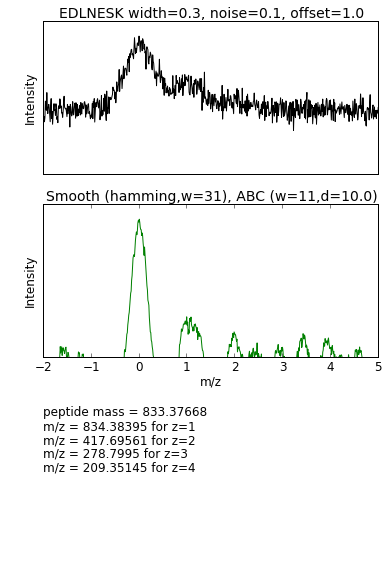 EDLNESK width=0.3, noise=0.1, offset=1.0
Intensity
Smooth (hamming,w=31), ABC (w=11,d=10.0)
Intensity
−2 −1 0 1 2 3 4 5
m/z
peptide mass = 833.37668
m/z = 834.38395 for z=1
m/z = 417.69561 for z=2
m/z = 278.7995 for z=3
m/z = 209.35145 for z=4